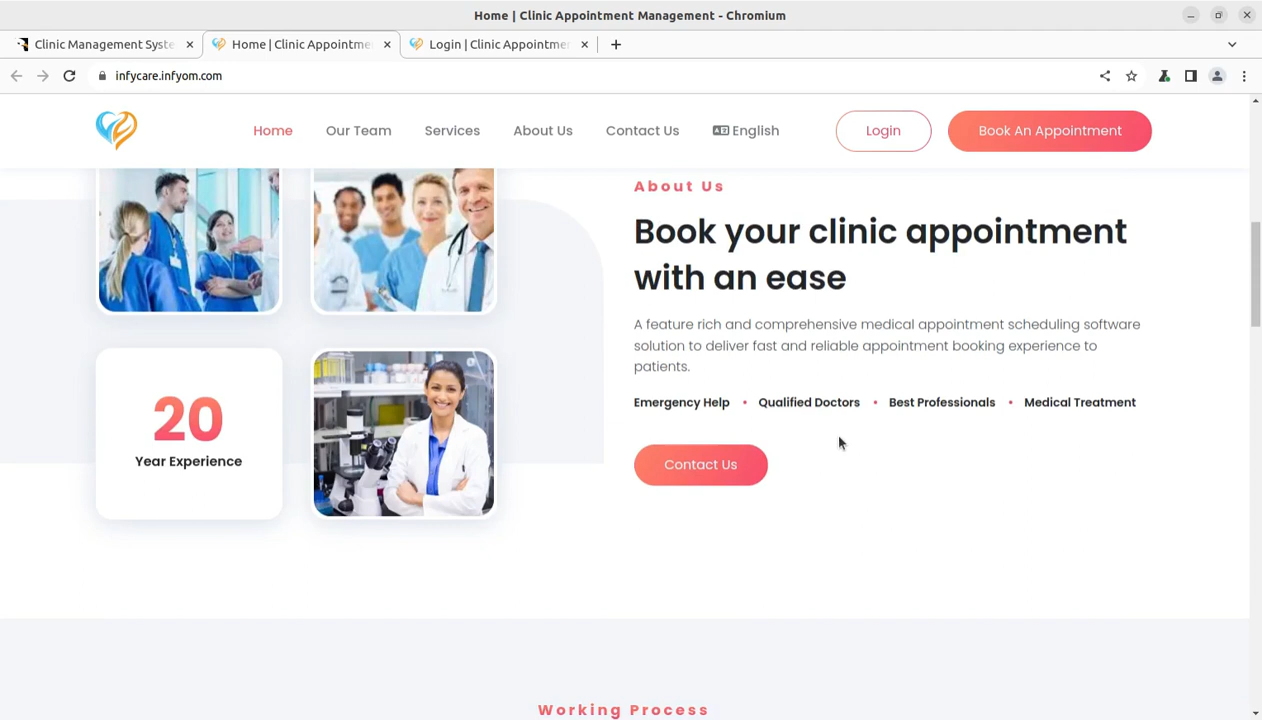 Home | Clinic Appointment Management - Chromium
Clinic Management Syste
Home | Clinic Appointme
Login | Clinic Appointmen
infycare.infyom.com
Home
Our Team
Services
About Us
Contact Us
English
Login
Book An Appointment
About Us
Book your clinic appointment
with an ease
A feature rich and comprehensive medical appointment scheduling software
solution to deliver fast and reliable appointment booking experience to
patients.
Emergency Help • Qualified Doctors • Best Professionals • Medical Treatment
Contact Us
20
Year Experience
Working Process